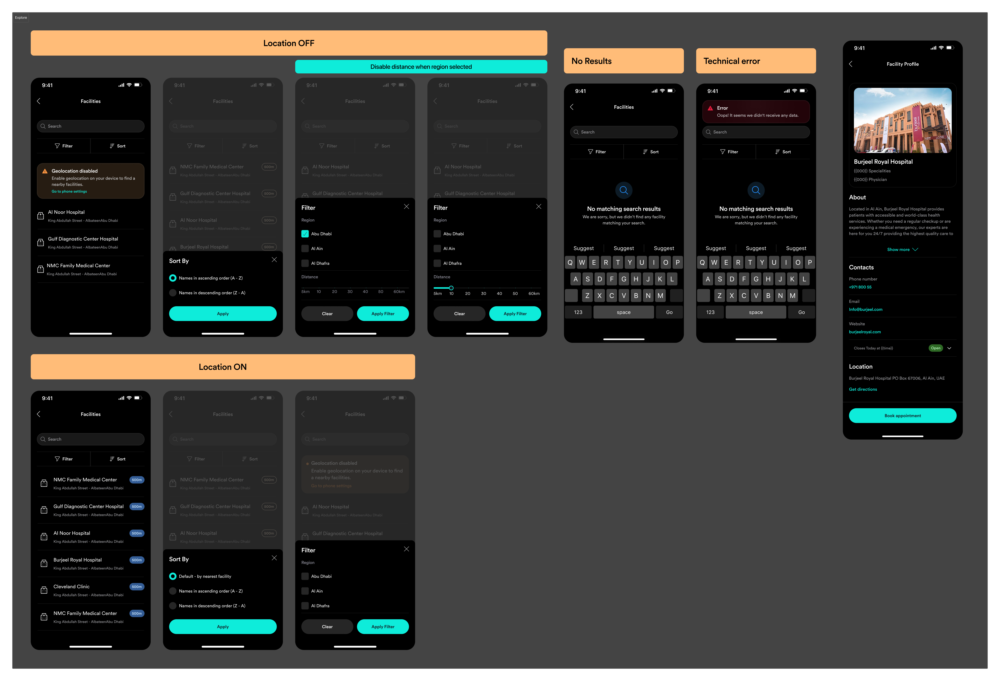 Explore
Location OFF
Disable distance when region selected
9:41
Facilities
Search
Filter
Sort
Geolocation disabled
Enable geolocation on your device to find a
nearby facilities.
Go to phone settings
Al Noor Hospital
King Abdullah Street - AlbateenAbu Dhabi
Gulf Diagnostic Center Hospital
King Abdullah Street - AlbateenAbu Dhabi
NMC Family Medical Center
King Abdullah Street - AlbateenAbu Dhabi
9:41
Facilities
Search
Filter
Sort
NMC Family Medical Center
500m
King Abdullah Street - AlbateenAbu Dhabi
Gulf Diagnostic Center Hospital
500m
King Abdullah Street - AlbateenAbu Dhabi
Al Noor Hospital
500m
King Abdullah Street - AlbateenAbu Dhabi
Burjeel Royal Hospital
500m
Sort By
Names in ascending order (A - Z)
Names in descending order (Z - A)
Apply
9:41
Facilities
Search
Filter
Sort
Al Noor Hospital
King Abdullah Street - AlbateenAbu Dhabi
Gulf Diagnostic Center Hospital
Filter
Region
Abu Dhabi
Al Ain
Al Dhafra
Distance
5km 10 20 30 40 50 60km
Clear
Apply Filter
9:41
Facilities
Search
Filter
Sort
Al Noor Hospital
King Abdullah Street - AlbateenAbu Dhabi
Gulf Diagnostic Center Hospital
Filter
Region
Abu Dhabi
Al Ain
Al Dhafra
Distance
5km 10 20 30 40 50 60km
Clear
Apply Filter
No Results
9:41
Facilities
Search
Filter
Sort
No matching search results
We are sorry, but we didn't find any facility
matching your search.
Suggest Suggest Suggest
Q W E R T Y U I O P
A S D F G H J K L
Z X C V B N M
123 space Go
Technical error
9:41
Error
Oops! It seems we didn't receive any data.
Search
Filter
Sort
No matching search results
We are sorry, but we didn't find any facility
matching your search.
Suggest Suggest Suggest
Q W E R T Y U I O P
A S D F G H J K L
Z X C V B N M
123 space Go
9:41
Facility Profile
burjeel
Burjeel Royal Hospital
{{000}} Specialities
{{000}} Physician
About
Located in Al Ain, Burjeel Royal Hospital provides
patients with accessible and world-class health
services. Whether you need a regular checkup or are
experiencing a medical emergency, our experts are
here for you 24/7 providing the highest quality care to
Show more
Contacts
Phone number
+971 800 55
Email
Info@burjeel.com
Website
burjeelroyal.com
Closes Today at {{time}}
Open
Location
Burjeel Royal Hospital PO Box 67006, Al Ain, UAE
Get directions
Book appointment
Location ON
9:41
Facilities
Search
Filter
Sort
NMC Family Medical Center
500m
King Abdullah Street - AlbateenAbu Dhabi
Gulf Diagnostic Center Hospital
500m
King Abdullah Street - AlbateenAbu Dhabi
Al Noor Hospital
500m
King Abdullah Street - AlbateenAbu Dhabi
Burjeel Royal Hospital
500m
King Abdullah Street - AlbateenAbu Dhabi
Cleveland Clinic
500m
King Abdullah Street - AlbateenAbu Dhabi
NMC Family Medical Center
500m
King Abdullah Street - AlbateenAbu Dhabi
9:41
Facilities
Search
Filter
Sort
NMC Family Medical Center
500m
King Abdullah Street - AlbateenAbu Dhabi
Gulf Diagnostic Center Hospital
500m
King Abdullah Street - AlbateenAbu Dhabi
Al Noor Hospital
500m
King Abdullah Street - AlbateenAbu Dhabi
Sort By
Default - by nearest facility
Names in ascending order (A - Z)
Names in descending order (Z - A)
Apply
9:41
Facilities
Search
Geolocation disabled
Enable geolocation on your device to find
a nearby facilities.
Go to phone settings
Al Noor Hospital
King Abdullah Street - AlbateenAbu Dhabi
Gulf Diagnostic Center Hospital
Filter
Region
Abu Dhabi
Al Ain
Al Dhafra
Clear
Apply Filter